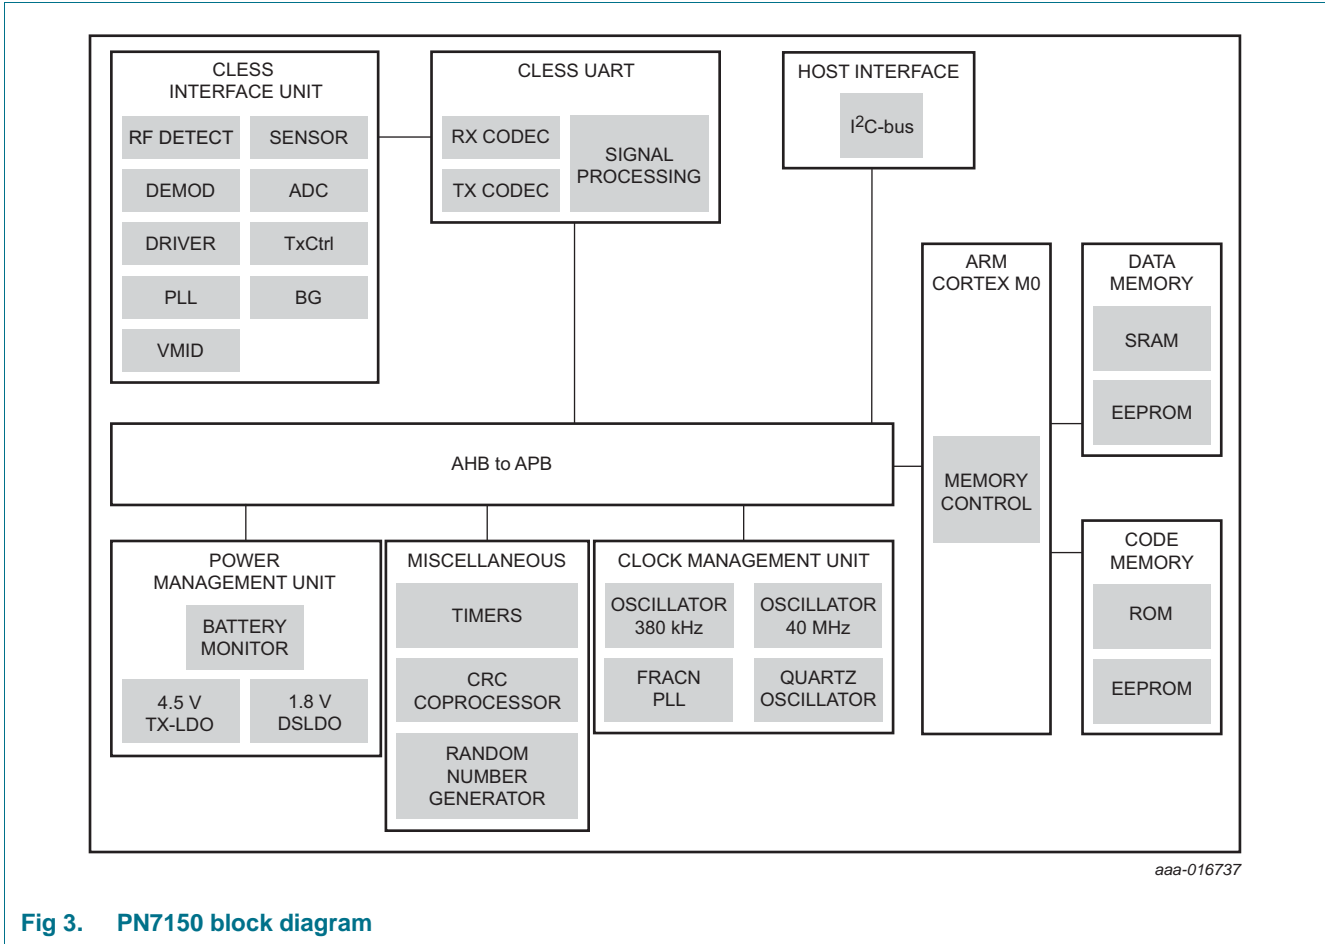 CLESS
INTERFACE UNIT
RF DETECT
SENSOR
DEMOD
ADC
DRIVER
TxCtrl
PLL
BG
VMID
CLESS UART
RX CODEC
TX CODEC
SIGNAL
PROCESSING
HOST INTERFACE
I2C-bus
ARM
CORTEX M0
MEMORY
CONTROL
DATA
MEMORY
SRAM
EEPROM
AHB to APB
CODE
MEMORY
ROM
EEPROM
POWER
MANAGEMENT UNIT
BATTERY
MONITOR
4.5 V
TX-LDO
1.8 V
DSLDO
MISCELLANEOUS
TIMERS
CRC
COPROCESSOR
RANDOM
NUMBER
GENERATOR
CLOCK MANAGEMENT UNIT
OSCILLATOR
380 kHz
OSCILLATOR
40 MHz
FRACN
PLL
QUARTZ
OSCILLATOR
aaa-016737
Fig 3. PN7150 block diagram